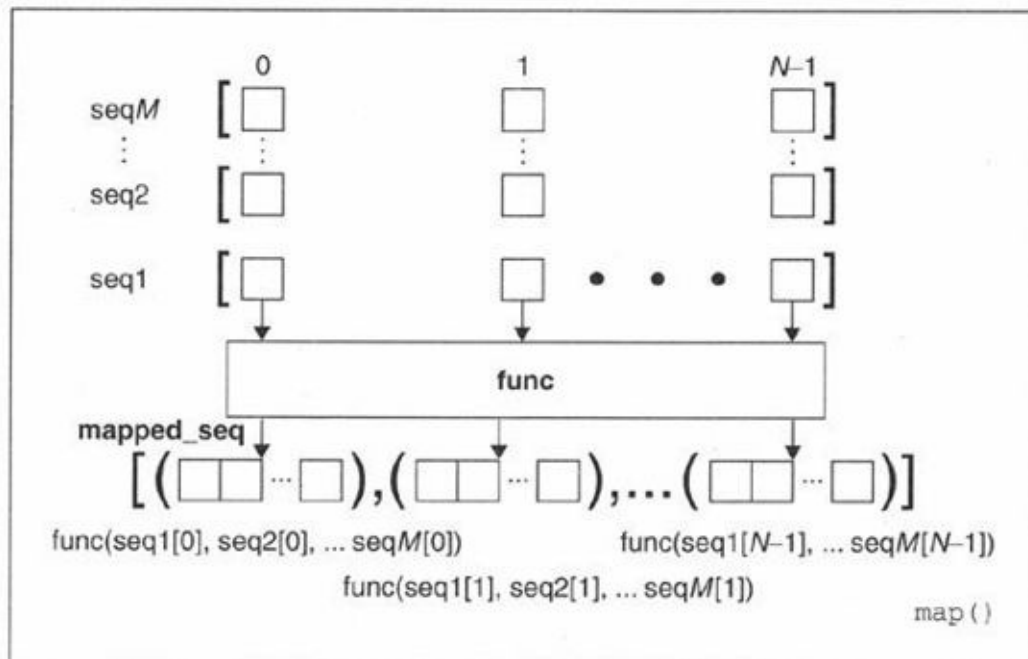 0 1 N–1
seqM [ ]
⋮
seq2 [ ]
seq1 [ • • • ]
func
mapped_seq
[( ... ),( ... ),...( ... )]
func(seq1[0], seq2[0], ... seqM[0]) func(seq1[N–1], ... seqM[N–1])
func(seq1[1], seq2[1], ... seqM[1])
map()